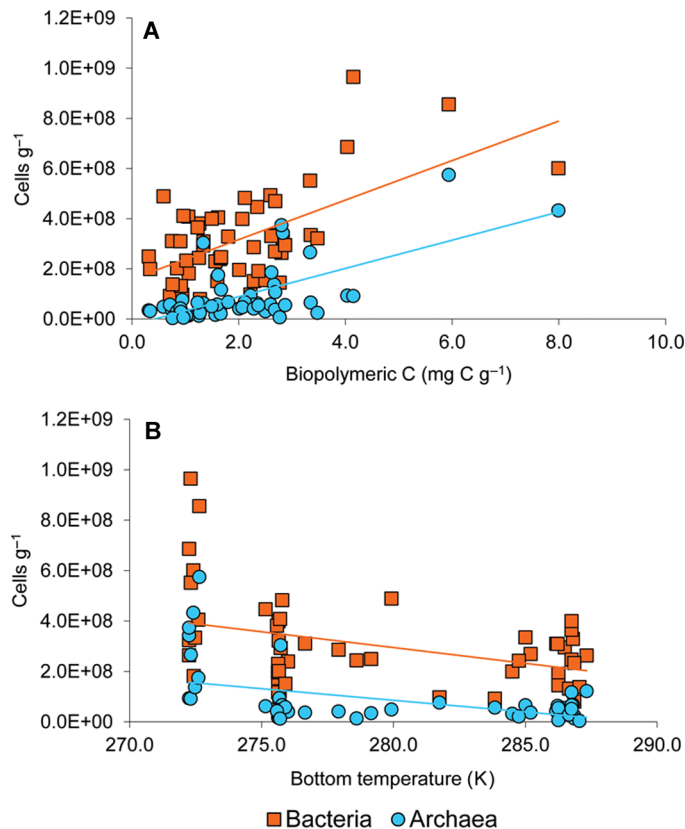 A
1.2E+09
1.0E+09
8.0E+08
6.0E+08
4.0E+08
2.0E+08
0.0E+00
Cells g⁻¹
0.0 2.0 4.0 6.0 8.0 10.0
Biopolymeric C (mg C g⁻¹)
B
1.2E+09
1.0E+09
8.0E+08
6.0E+08
4.0E+08
2.0E+08
0.0E+00
Cells g⁻¹
270.0 275.0 280.0 285.0 290.0
Bottom temperature (K)
Bacteria Archaea